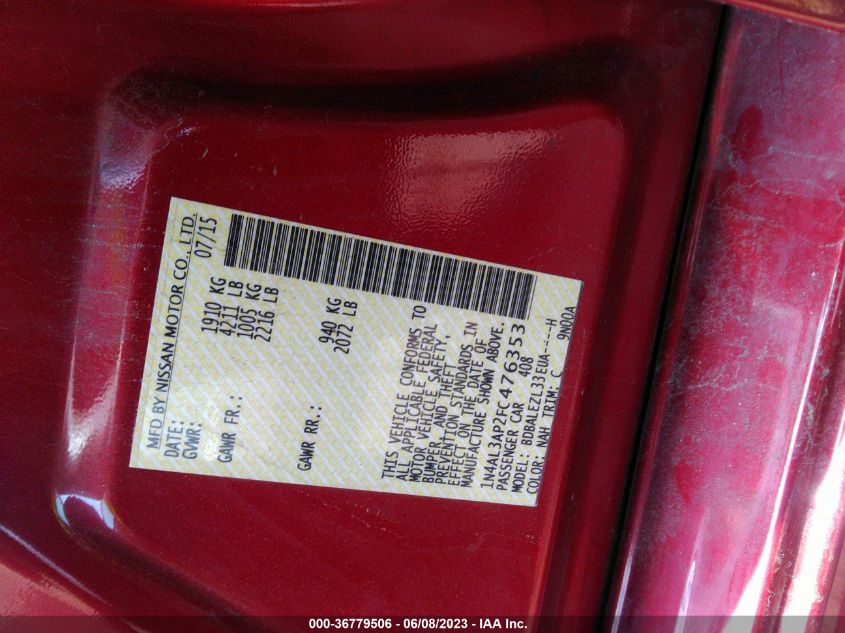 MFD BY NISSAN MOTOR CO., LTD.
DATE: 07/15
GVWR: 1910 KG
4211 LB
GAWR FR.: 1005 KG
2216 LB
GAWR RR.: 940 KG
2072 LB
THIS VEHICLE CONFORMS TO
ALL APPLICABLE FEDERAL
MOTOR VEHICLE SAFETY,
BUMPER, AND THEFT
PREVENTION STANDARDS IN
EFFECT ON THE DATE OF
MANUFACTURE SHOWN ABOVE.
1N4AL3AP2FC476353
PASSENGER CAR 408
MODEL: BDBALEZL33EUA----H
COLOR: NAH TRIM: C 9N00A
000-36779506 - 06/08/2023 - IAA Inc.